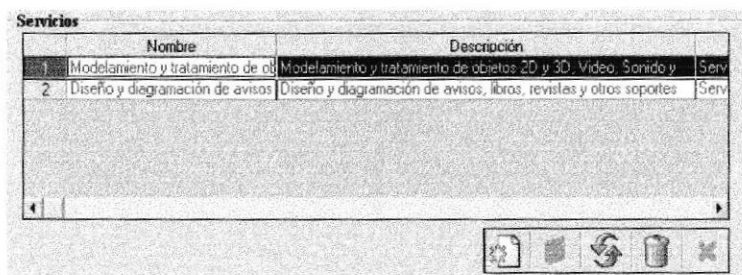 Servicios
Nombre Descripción
1 Modelamiento y tratamiento de ob Modelamiento y tratamiento de objetos 2D y 3D, Video, Sonido y Serv
2 Diseño y diagramación de avisos Diseño y diagramación de avisos, libros, revistas y otros soportes Serv